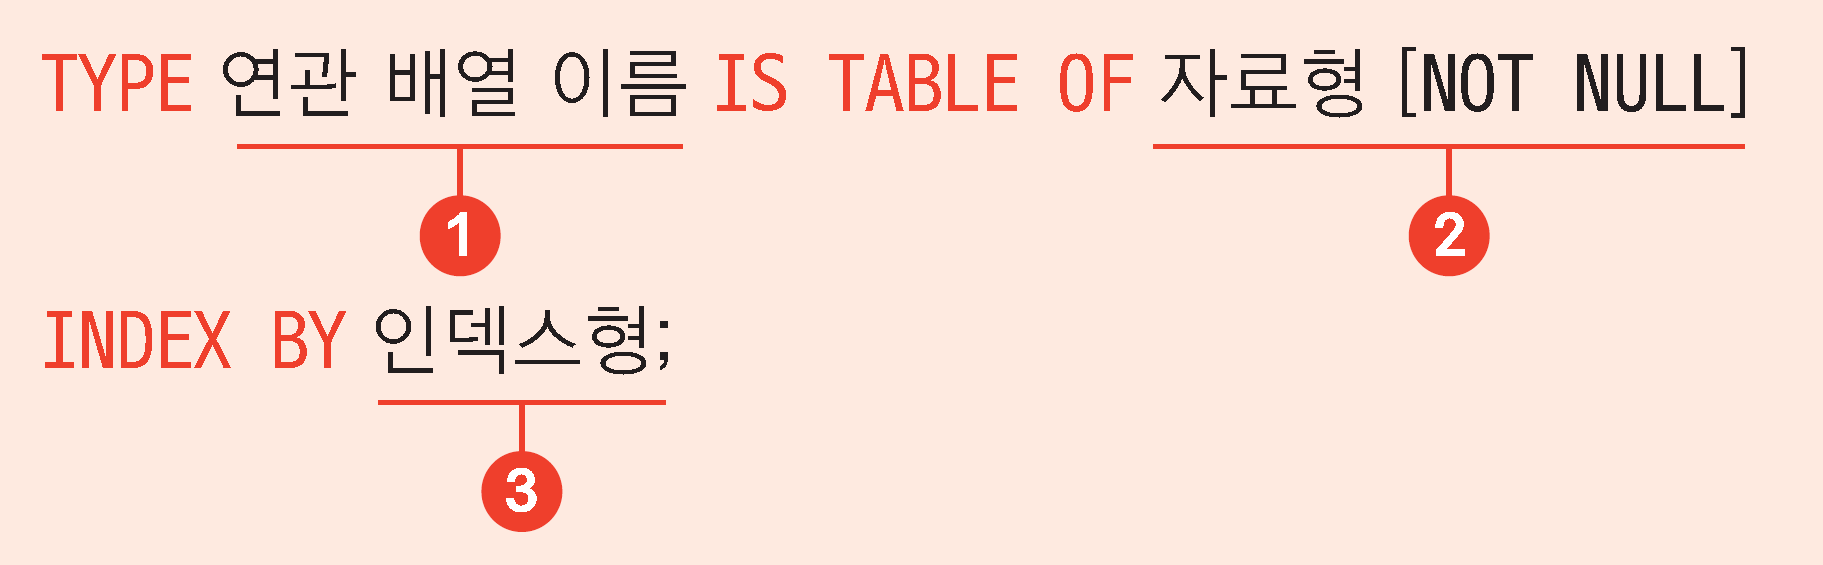 TYPE 연관 배열 이름 IS TABLE OF 자료형 [NOT NULL]
1 2
INDEX BY 인덱스형;
3